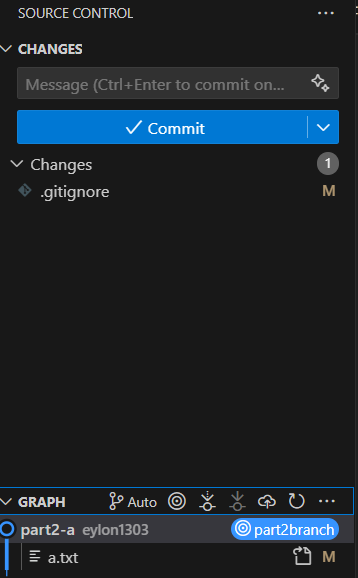 SOURCE CONTROL
CHANGES
Message (Ctrl+Enter to commit on...
Commit
Changes 1
.gitignore M
GRAPH Auto
part2-a eylon1303 part2branch
a.txt M